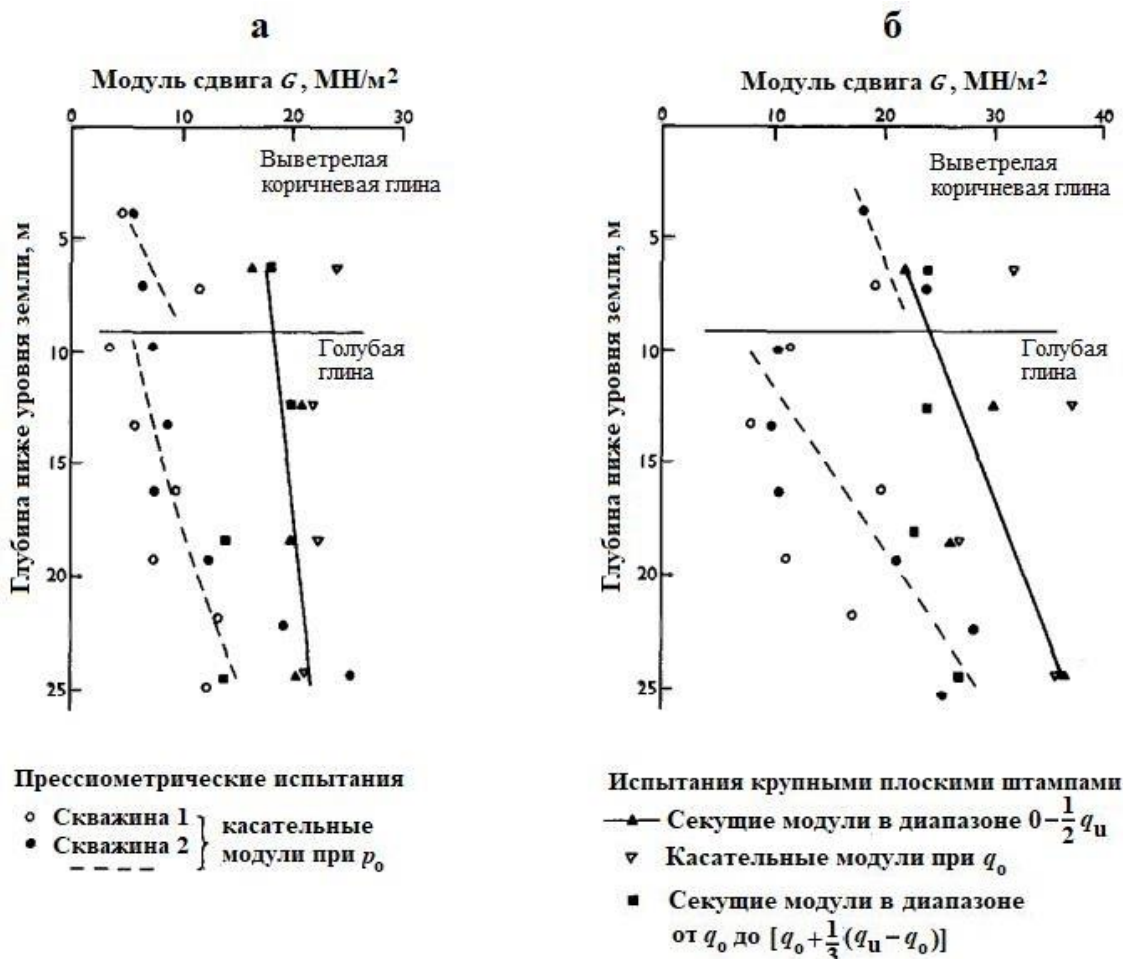 а
Модуль сдвига G, МН/м²
0 10 20 30
Выветрелая
коричневая глина
Голубая
глина
Глубина ниже уровня земли, м
5
10
15
20
25
Прессиометрические испытания
Скважина 1
Скважина 2
касательные
модули при p₀
б
Модуль сдвига G, МН/м²
0 10 20 30 40
Выветрелая
коричневая глина
Голубая
глина
Глубина ниже уровня земли, м
5
10
15
20
25
Испытания крупными плоскими штампами
Секущие модули в диапазоне 0–½ qᵤ
Касательные модули при q₀
Секущие модули в диапазоне
от q₀ до [q₀+⅓(qᵤ−q₀)]